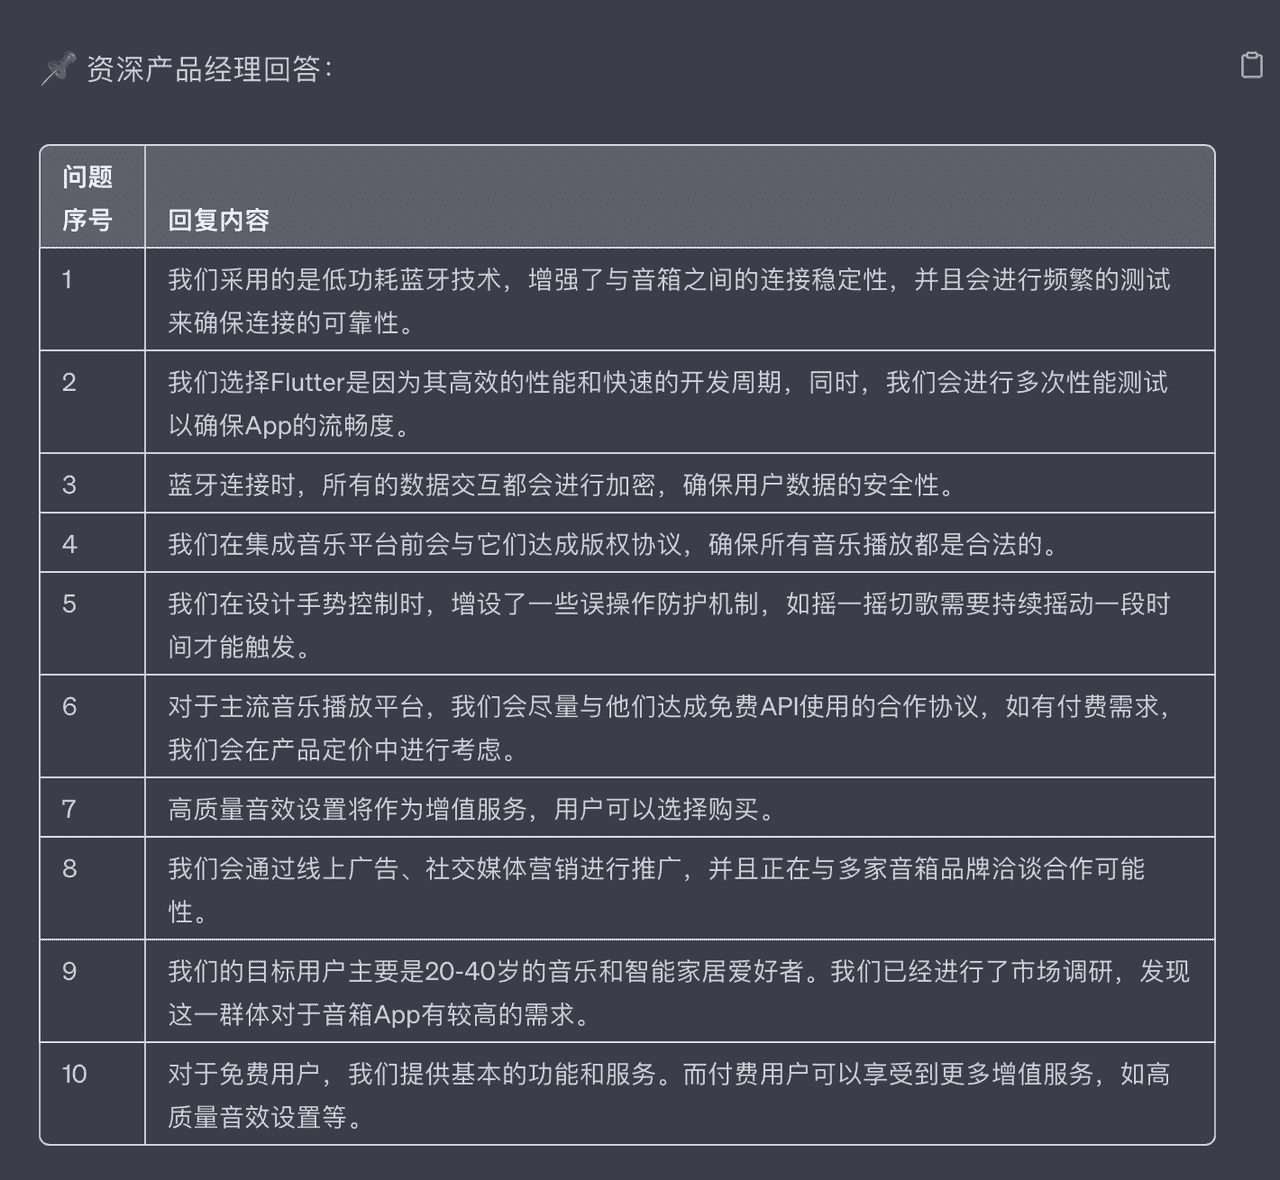 资深产品经理回答：
问题
序号
回复内容
1
我们采用的是低功耗蓝牙技术，增强了与音箱之间的连接稳定性，并且会进行频繁的测试
来确保连接的可靠性。
2
我们选择Flutter是因为其高效的性能和快速的开发周期，同时，我们会进行多次性能测试
以确保App的流畅度。
3
蓝牙连接时，所有的数据交互都会进行加密，确保用户数据的安全性。
4
我们在集成音乐平台前会与它们达成版权协议，确保所有音乐播放都是合法的。
5
我们在设计手势控制时，增设了一些误操作防护机制，如摇一摇切歌需要持续摇动一段时
间才能触发。
6
对于主流音乐播放平台，我们会尽量与他们达成免费API使用的合作协议，如有付费需求，
我们会在产品定价中进行考虑。
7
高质量音效设置将作为增值服务，用户可以选择购买。
8
我们会通过线上广告、社交媒体营销进行推广，并且正在与多家音箱品牌洽谈合作可能
性。
9
我们的目标用户主要是20-40岁的音乐和智能家居爱好者。我们已经进行了市场调研，发现
这一群体对于音箱App有较高的需求。
10
对于免费用户，我们提供基本的功能和服务。而付费用户可以享受到更多增值服务，如高
质量音效设置等。